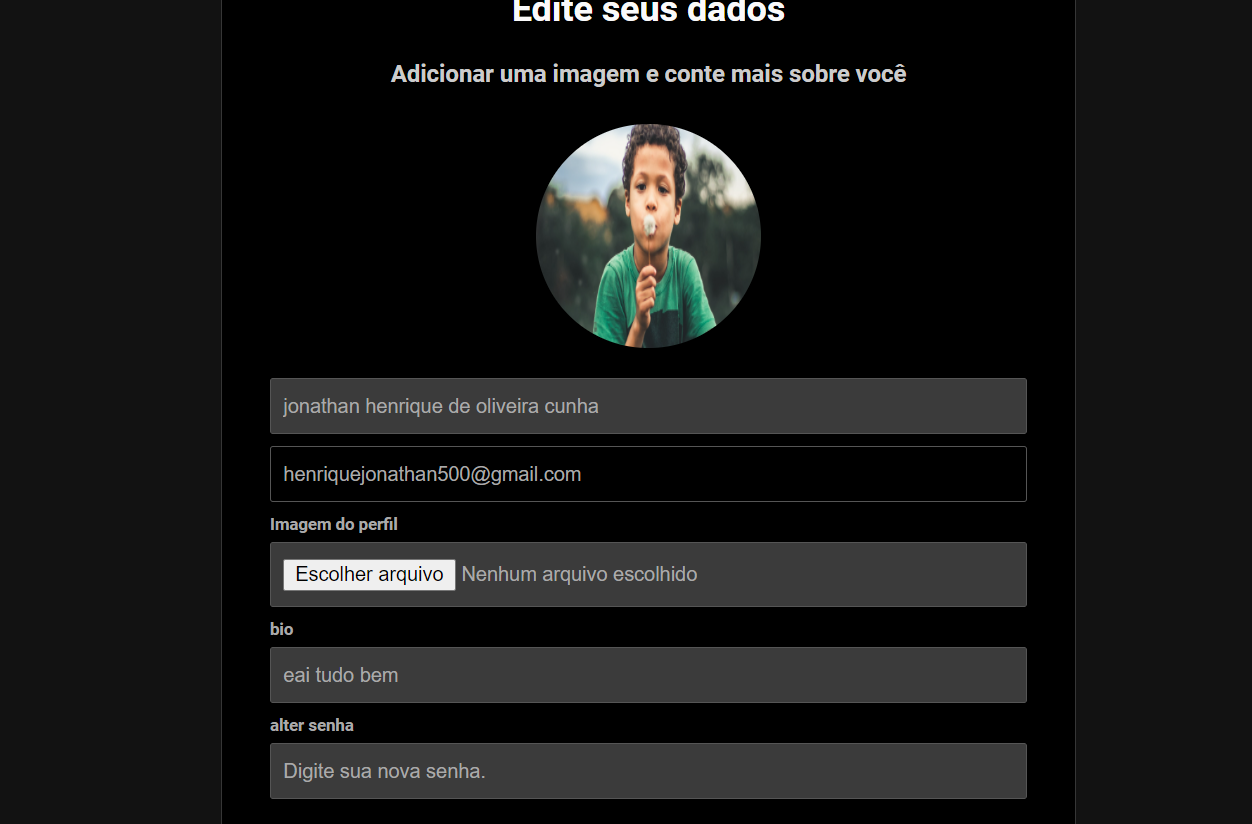 Edite seus dados
Adicionar uma imagem e conte mais sobre você
jonathan henrique de oliveira cunha
henriquejonathan500@gmail.com
Imagem do perfil
Escolher arquivo Nenhum arquivo escolhido
bio
eai tudo bem
alter senha
Digite sua nova senha.